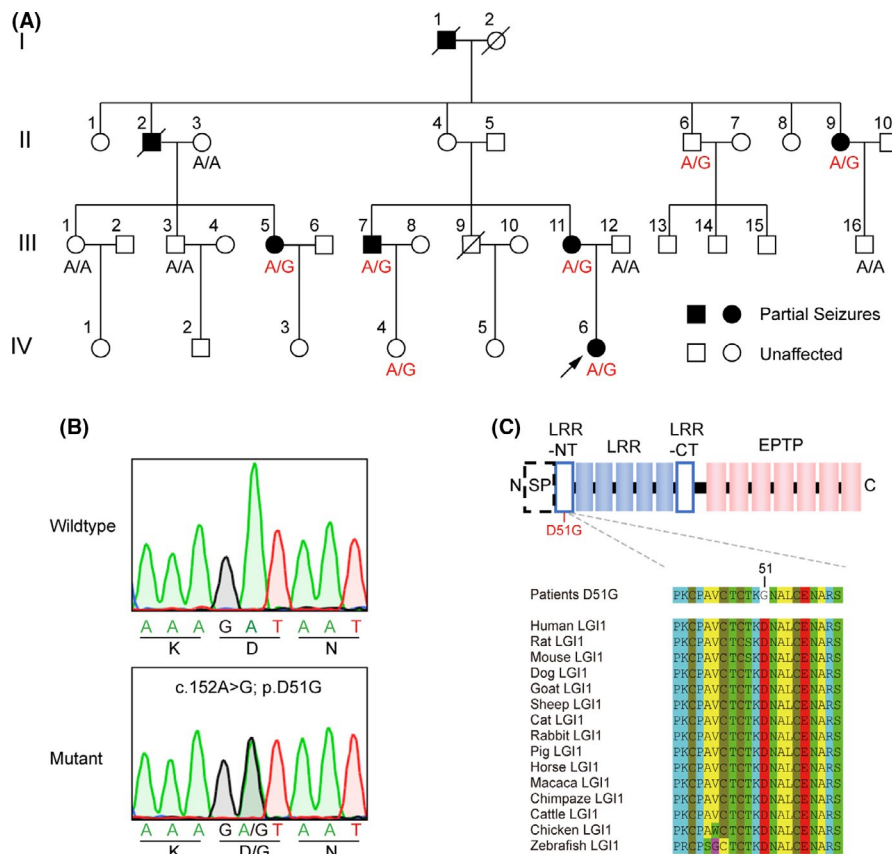 (A)
I
1 2
II
1 2 3 4 5 6 7 8 9 10
A/A A/G A/G
III
1 2 3 4 5 6 7 8 9 10 11 12 13 14 15 16
A/A A/A A/G A/G A/G A/A A/A
IV
1 2 3 4 5 6
A/G A/G
Partial Seizures
Unaffected
(B)
Wildtype
A A A G A T A A T
K D N
Mutant
c.152A>G; p.D51G
A A A G A/G T A A T
K D/G N
(C)
LRR LRR
-NT LRR -CT EPTP
N SP C
D51G
51
Patients D51G PKCPAVCTCTKGNALCENARS
Human LGI1 PKCPAVCTCTKDNALCENARS
Rat LGI1 PKCPAVCTCSKDNALCENARS
Mouse LGI1 PKCPAVCTCSKDNALCENARS
Dog LGI1 PKCPAVCTCTKDNALCENARS
Goat LGI1 PKCPAVCTCTKDNALCENARS
Sheep LGI1 PKCPAVCTCTKDNALCENARS
Cat LGI1 PKCPAVCTCTKDNALCENARS
Rabbit LGI1 PKCPAVCTCTKDNALCENARS
Pig LGI1 PKCPAVCTCTKDNALCENARS
Horse LGI1 PKCPAVCTCTKDNALCENARS
Macaca LGI1 PKCPAVCTCTKDNALCENARS
Chimpaze LGI1 PKCPAVCTCTKDNALCENARS
Cattle LGI1 PKCPAVCTCTKDNALCENARS
Chicken LGI1 PKCPAWCTCTKDNALCENARS
Zebrafish LGI1 PRCPSGCTCTKDNALCENARS